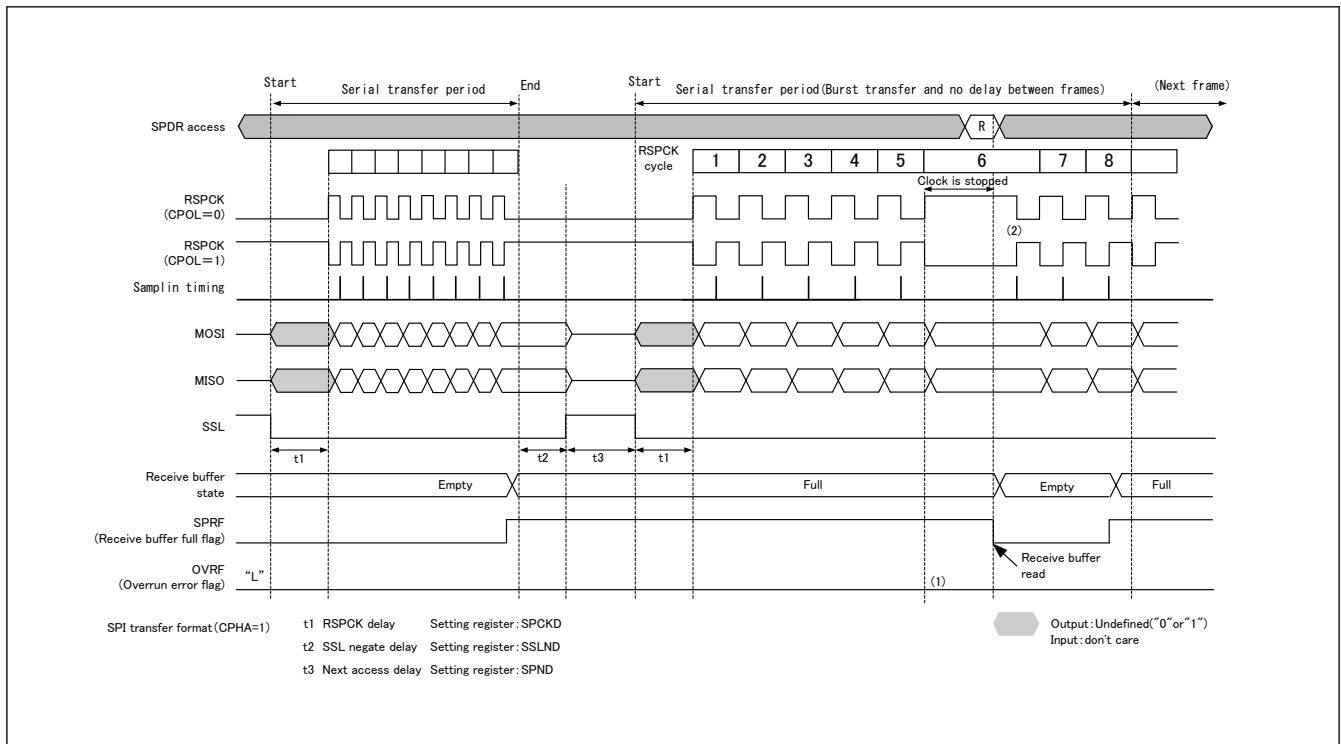 Start
Serial transfer period
End
Start
Serial transfer period(Burst transfer and no delay between frames)
(Next frame)
SPDR access
R
RSPCK
cycle
1 2 3 4 5 6 7 8
Clock is stopped
RSPCK
(CPOL=0)
(2)
RSPCK
(CPOL=1)
Samplin timing
MOSI
MISO
SSL
t1 t2 t3 t1
Receive buffer
state
Empty Full Empty Full
SPRF
(Receive buffer full flag)
Receive buffer
read
OVRF
(Overrun error flag)
"L"
(1)
SPI transfer format(CPHA=1)
t1 RSPCK delay Setting register:SPCKD
t2 SSL negate delay Setting register:SSLND
t3 Next access delay Setting register:SPND
Output:Undefined("0"or"1")
Input:don't care